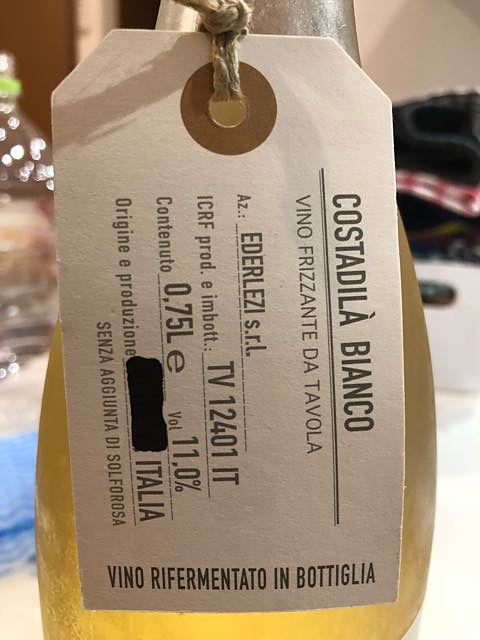 COSTADILÀ BIANCO
VINO FRIZZANTE DA TAVOLA
Az.: EDERLEZI s.r.l.
ICRF prod. e imbott.: TV 12401 IT
Contenuto 0,75L e Vol 11,0%
Origine e produzione ITALIA
SENZA AGGIUNTA DI SOLFOROSA
VINO RIFERMENTATO IN BOTTIGLIA